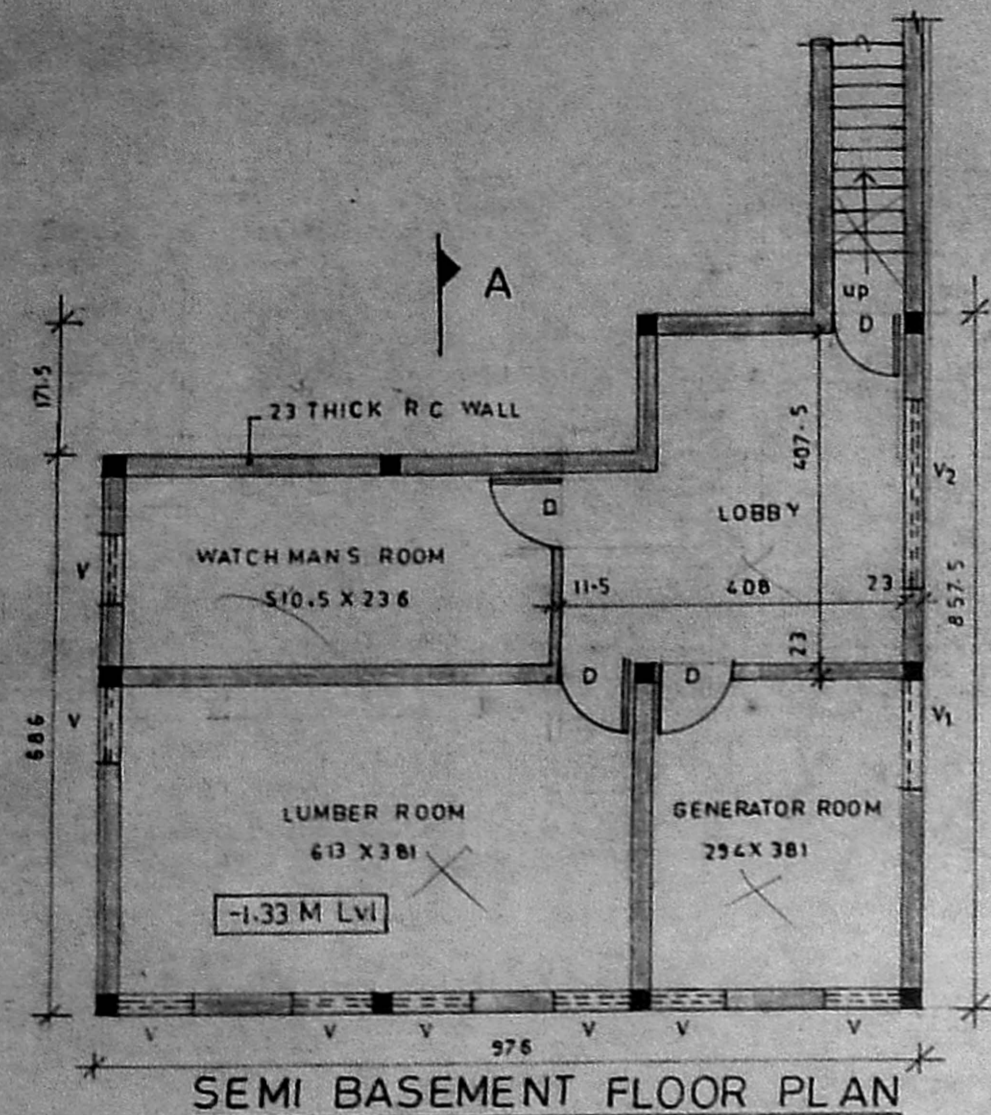 A
up
D
171.5
23 THICK R C WALL
407.5
V2
D
LOBBY
WATCHMANS ROOM
510.5 X 236
V
11.5
408
23
857.5
23
D
D
V
V1
686
LUMBER ROOM
613 X 381
GENERATOR ROOM
294 X 381
-1.33 M Lvl
V
V
V
V
V
V
976
SEMI BASEMENT FLOOR PLAN